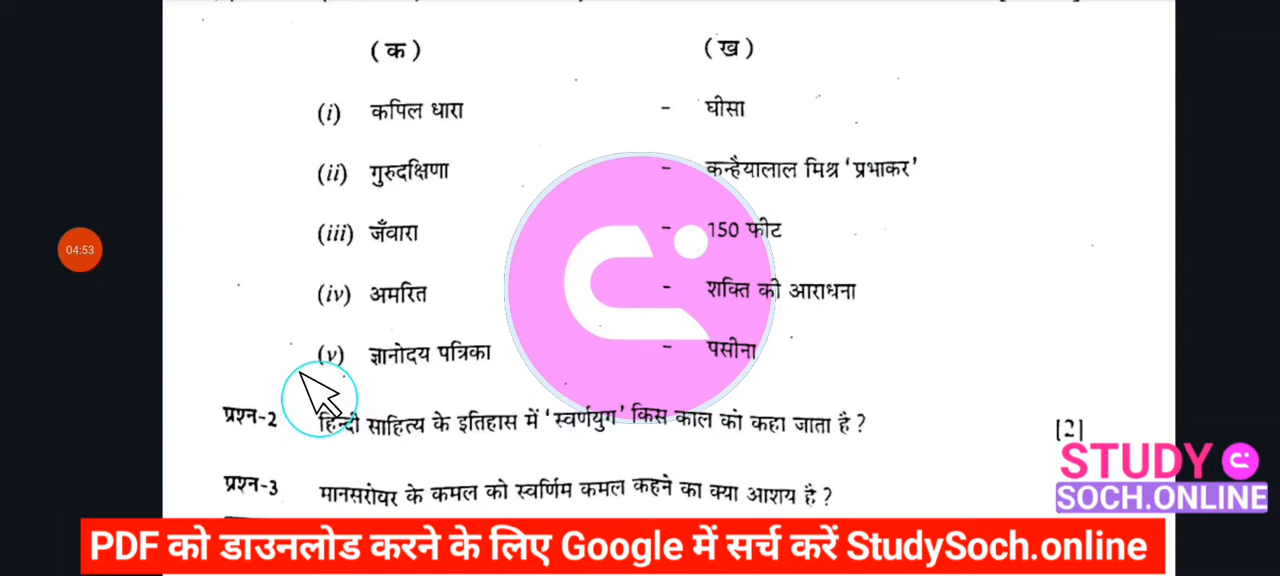 (क) (ख)
(i) कपिल धारा - घीसा
(ii) गुरुदक्षिणा - कन्हैयालाल मिश्र 'प्रभाकर'
(iii) जँवारा - 150 फीट
04:53
(iv) अमरित - शक्ति की आराधना
(v) ज्ञानोदय पत्रिका - पसीना
प्रश्न-2 हिन्दी साहित्य के इतिहास में 'स्वर्णयुग' किस काल को कहा जाता है ? [2]
STUDY
SOCH.ONLINE
प्रश्न-3 मानसरोवर के कमल को स्वर्णिम कमल कहने का क्या आशय है ?
PDF को डाउनलोड करने के लिए Google में सर्च करें StudySoch.online